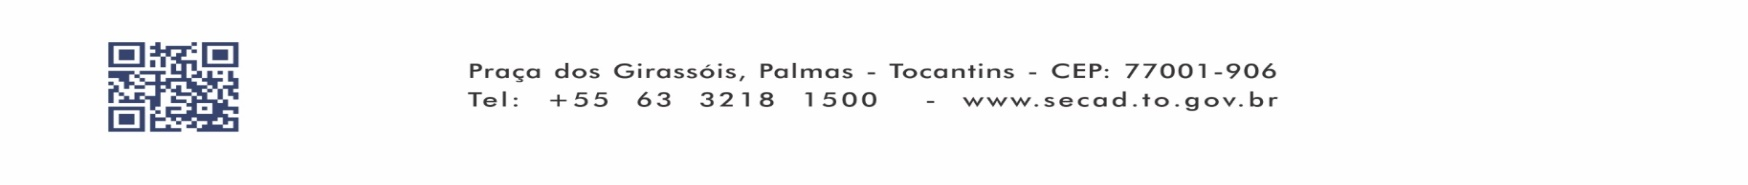 Praça dos Girassóis, Palmas - Tocantins - CEP: 77001-906
Tel: +55 63 3218 1500 - www.secad.to.gov.br